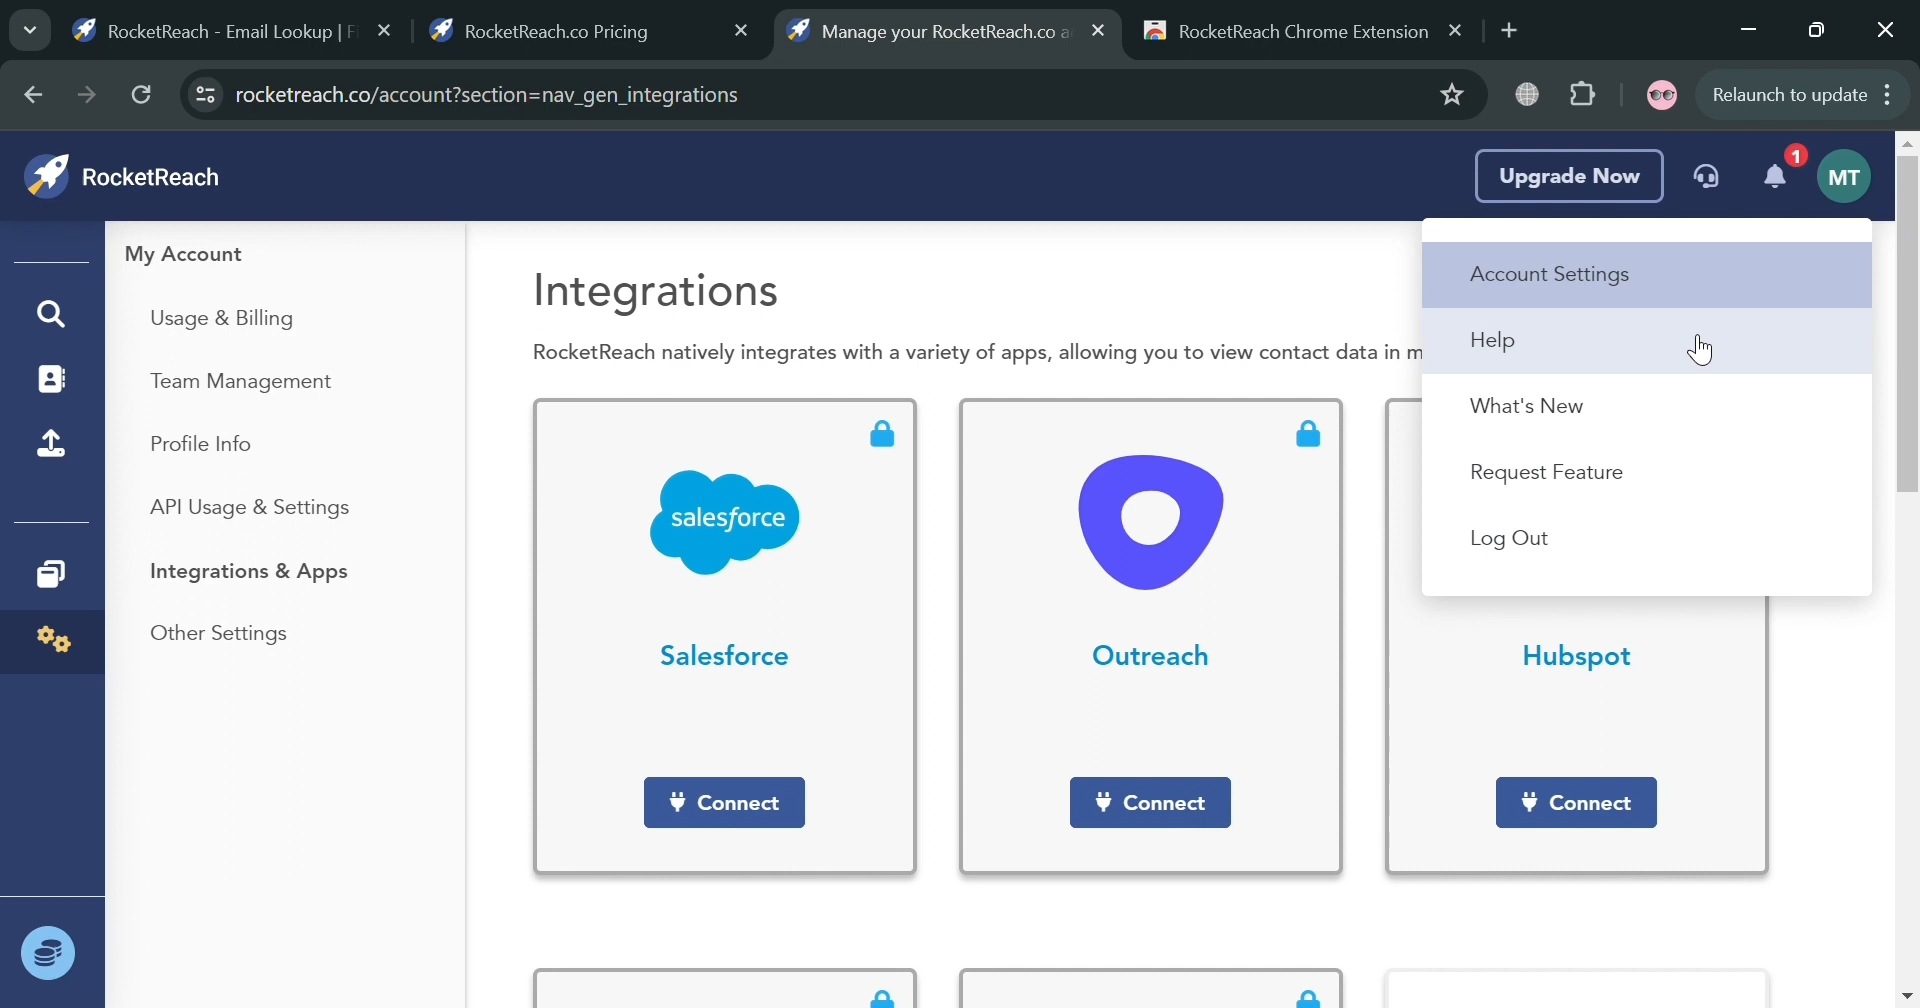 RocketReach - Email Lookup | Fi
RocketReach.co Pricing
Manage your RocketReach.co a
RocketReach Chrome Extension
rocketreach.co/account?section=nav_gen_integrations
Relaunch to update
RocketReach
Upgrade Now
1
MT
My Account
Usage & Billing
Team Management
Profile Info
API Usage & Settings
Integrations & Apps
Other Settings
Integrations
RocketReach natively integrates with a variety of apps, allowing you to view contact data in m
Account Settings
Help
What's New
Request Feature
Log Out
salesforce
Salesforce
Outreach
Hubspot
Connect
Connect
Connect